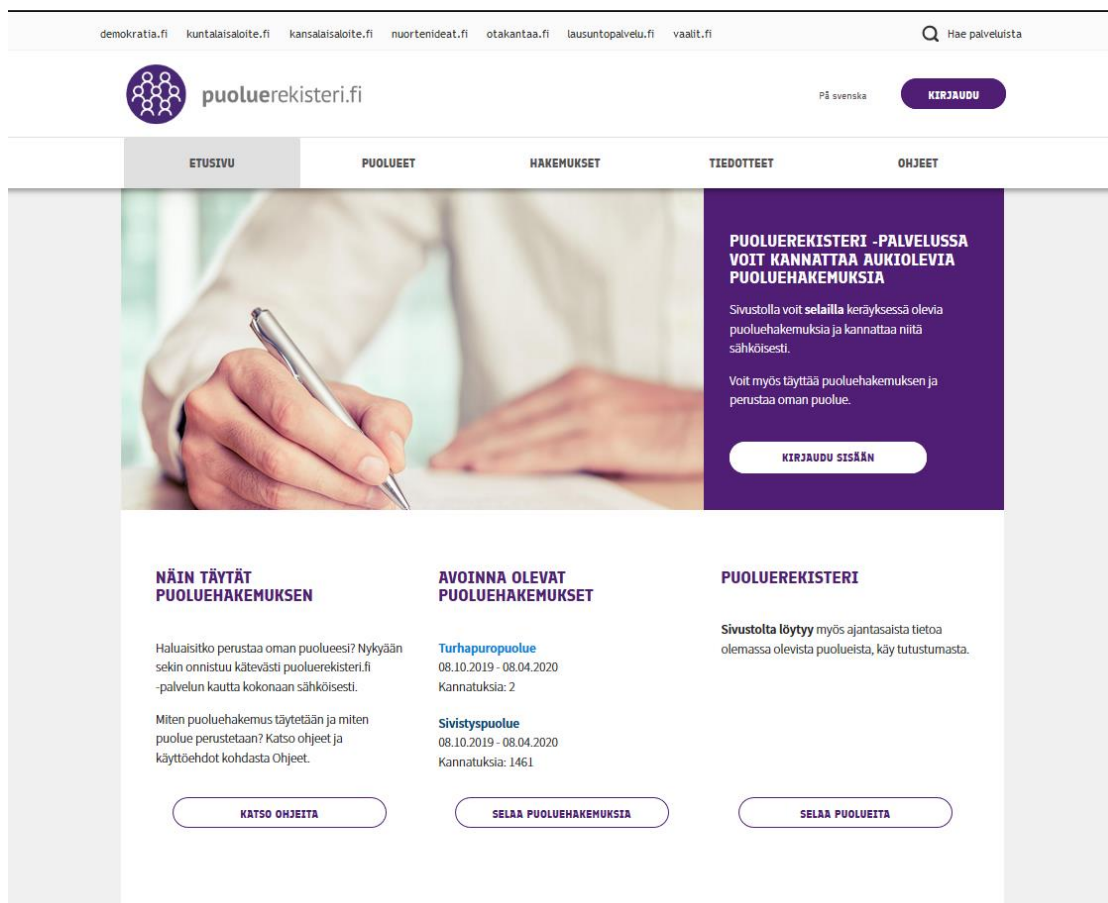 demokratia.fi kuntalaisaloite.fi kansalaisaloite.fi nuortenideat.fi otakantaa.fi lausuntopalvelu.fi vaalit.fi Hae palveluista
puoluerekisteri.fi
På svenska KIRJAUDU
ETUSIVU PUOLUEET HAKEMUKSET TIEDOTTEET OHJEET
PUOLUEREKISTERI -PALVELUSSA
VOIT KANNATTAA AUKIOLEVIA
PUOLUEHAKEMUKSIA
Sivustolla voit selailla keräyksessä olevia
puoluehakemuksia ja kannattaa niitä
sähköisesti.
Voit myös täyttää puoluehakemuksen ja
perustaa oman puolue.
KIRJAUDU SISÄÄN
NÄIN TÄYTÄT
PUOLUEHAKEMUKSEN
Haluaisitko perustaa oman puolueesi? Nykyään
sekin onnistuu kätevästi puoluerekisteri.fi
-palvelun kautta kokonaan sähköisesti.
Miten puoluehakemus täytetään ja miten
puolue perustetaan? Katso ohjeet ja
käyttöehdot kohdasta Ohjeet.
KATSO OHJEITA
AVOINNA OLEVAT
PUOLUEHAKEMUKSET
Turhapuropuolue
08.10.2019 - 08.04.2020
Kannatuksia: 2
Sivistyspuolue
08.10.2019 - 08.04.2020
Kannatuksia: 1461
SELAA PUOLUEHAKEMUKSIA
PUOLUEREKISTERI
Sivustolta löytyy myös ajantasaista tietoa
olemassa olevista puolueista, käy tutustumasta.
SELAA PUOLUEITA